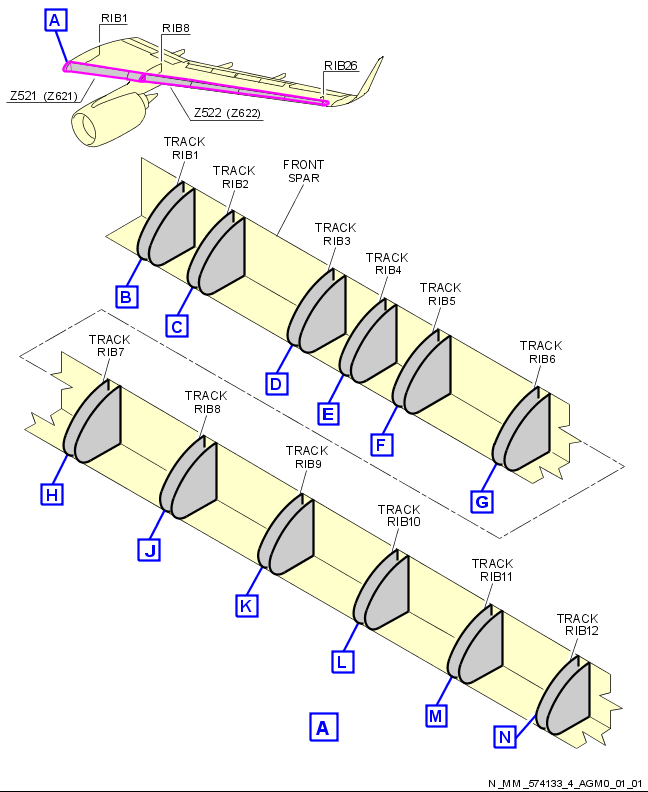 A
RIB1
RIB8
RIB26
Z521 (Z621)
Z522 (Z622)
TRACK
RIB1
TRACK
RIB2
FRONT
SPAR
TRACK
RIB3
TRACK
RIB4
TRACK
RIB5
TRACK
RIB6
B
C
D
E
F
G
TRACK
RIB7
TRACK
RIB8
TRACK
RIB9
TRACK
RIB10
TRACK
RIB11
TRACK
RIB12
H
J
K
L
M
N
A
N_MM_574133_4_AGM0_01_01